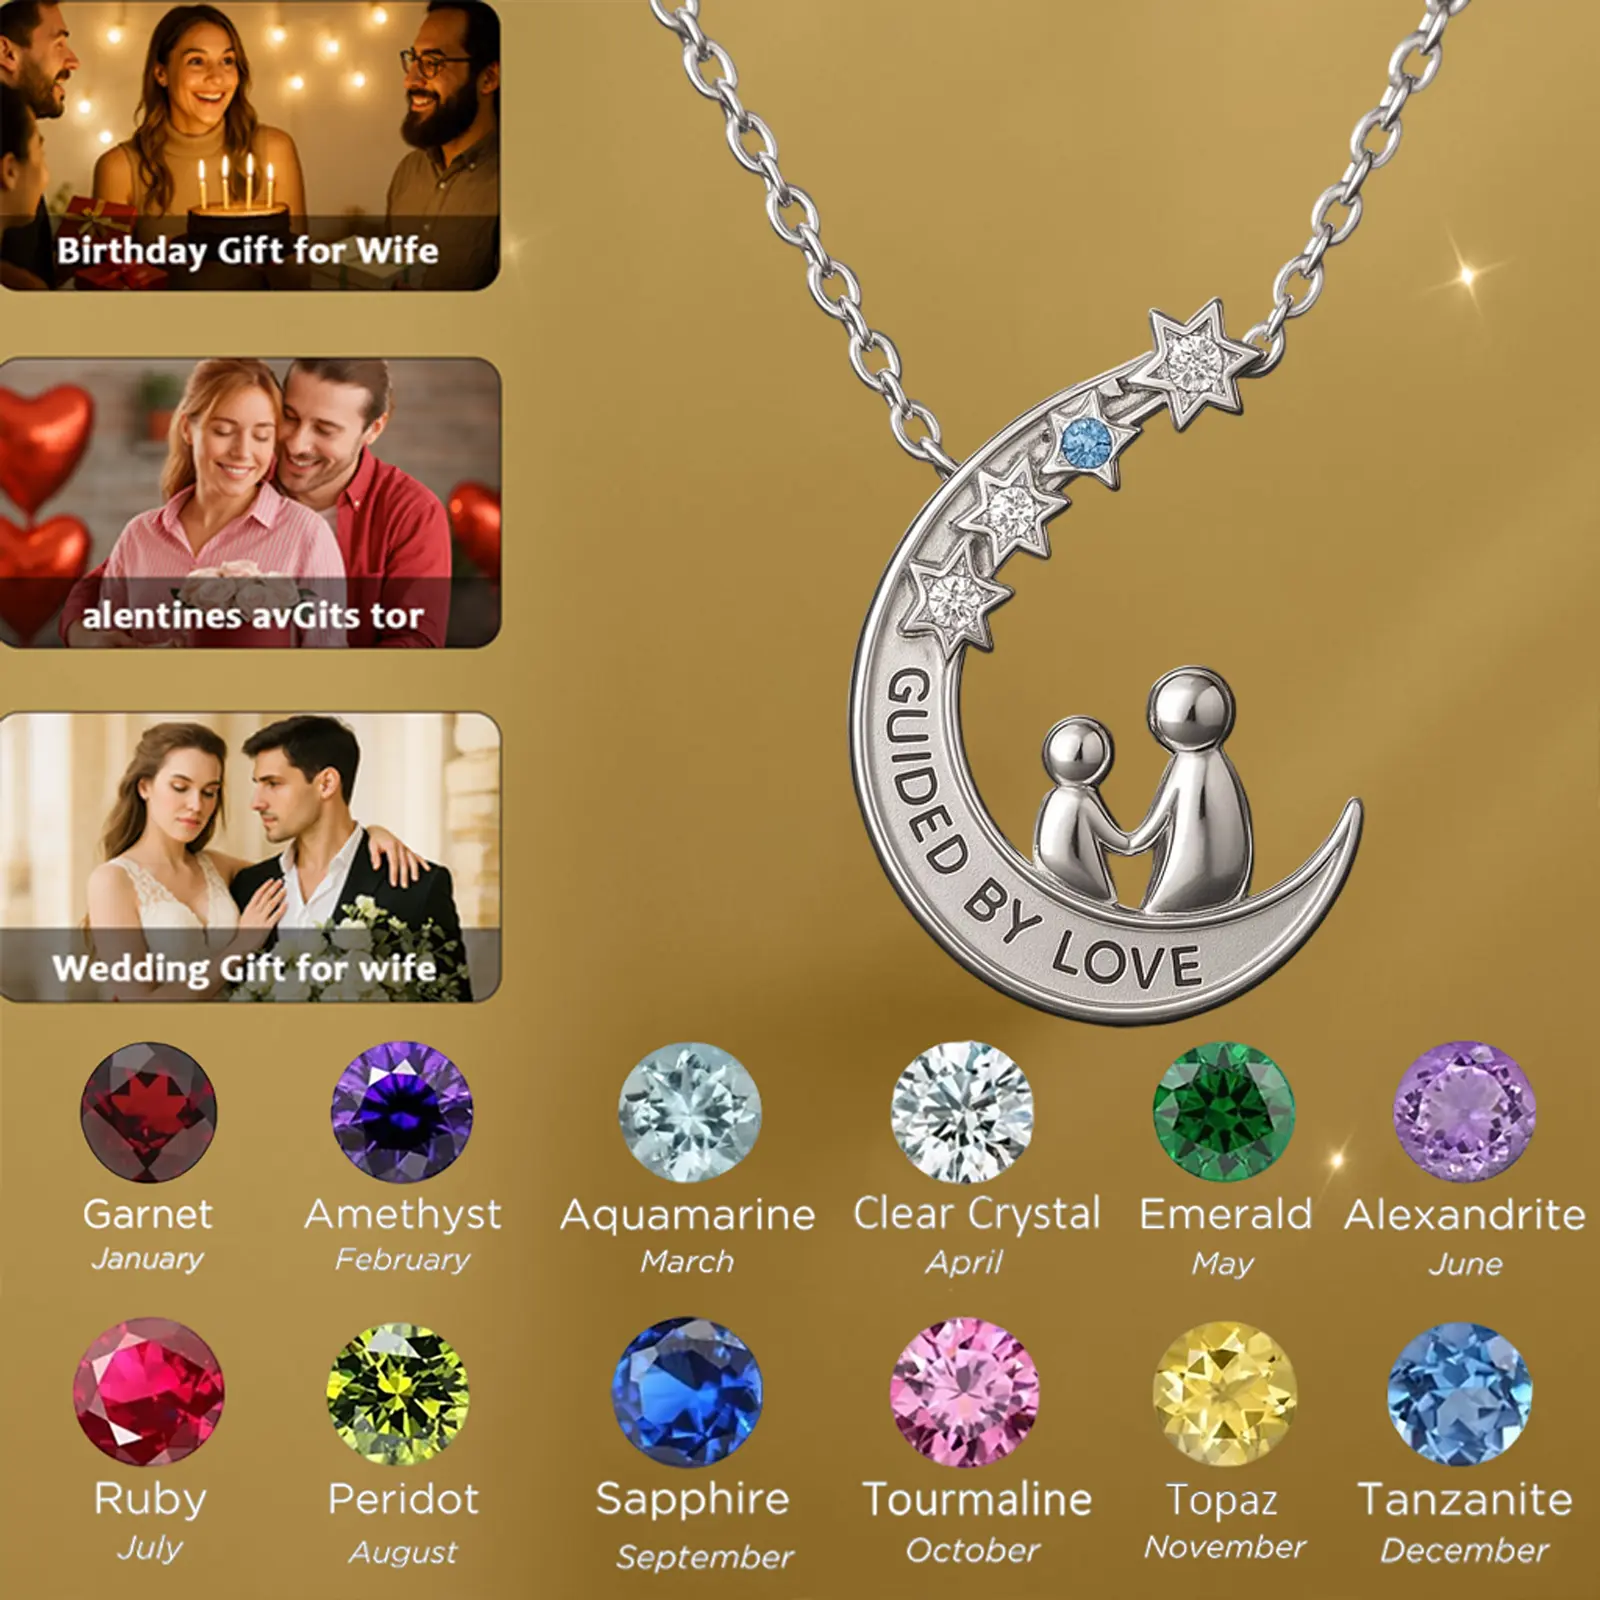 Birthday Gift for Wife
alentines avGits tor
Wedding Gift for wife
GUIDED BY LOVE
Garnet
January
Amethyst
February
Aquamarine
March
Clear Crystal
April
Emerald
May
Alexandrite
June
Ruby
July
Peridot
August
Sapphire
September
Tourmaline
October
Topaz
November
Tanzanite
December